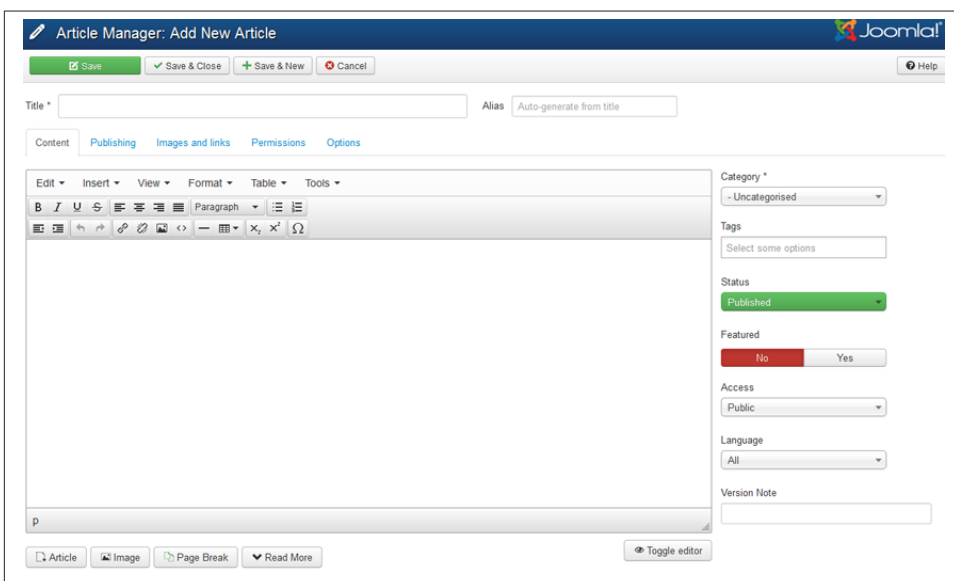 Article Manager: Add New Article
Joomla!
Save Save & Close Save & New Cancel Help
Title * Alias Auto-generate from title
Content Publishing Images and links Permissions Options
Edit Insert View Format Table Tools
B I U S Paragraph
X₂ X² Ω
Category *
- Uncategorised
Tags
Select some options
Status
Published
Featured
No Yes
Access
Public
Language
All
Version Note
p
Article Image Page Break Read More Toggle editor